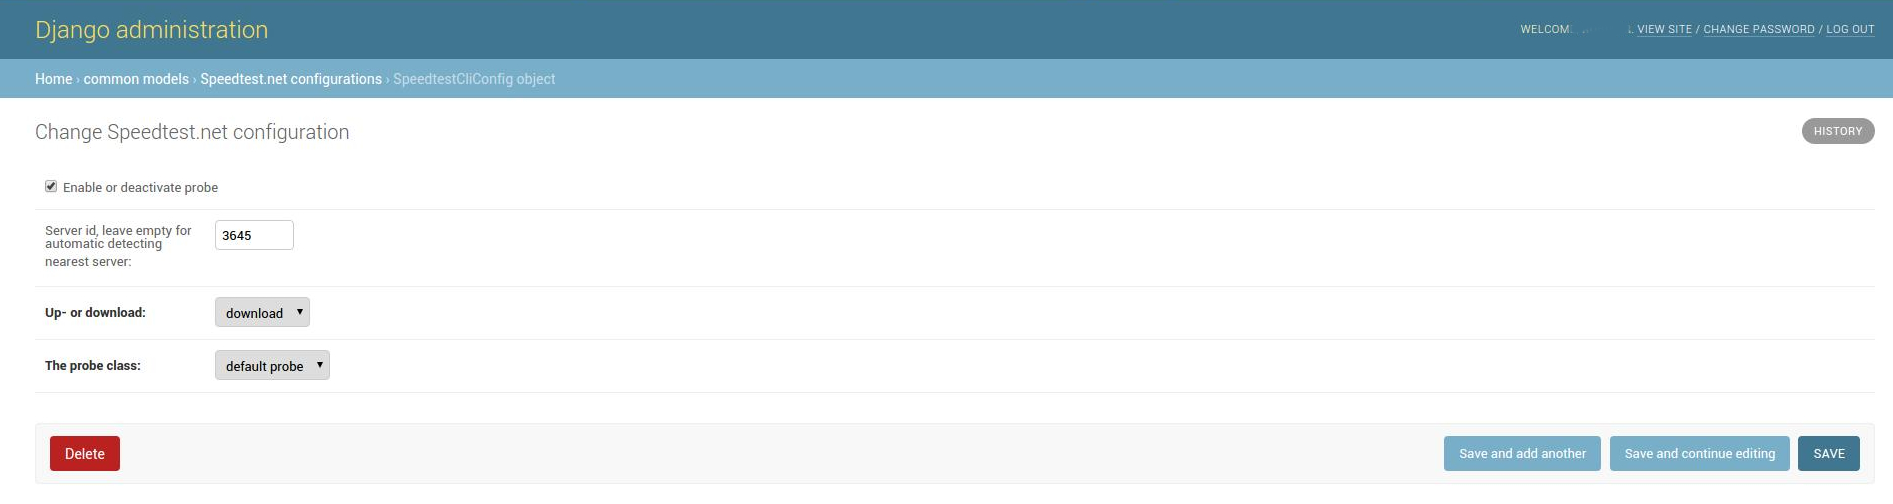 Django administration
WELCOM VIEW SITE / CHANGE PASSWORD / LOG OUT
Home › common models › Speedtest.net configurations › SpeedtestCliConfig object
Change Speedtest.net configuration
HISTORY
Enable or deactivate probe
Server id, leave empty for
automatic detecting
nearest server:
3645
Up- or download:
download
The probe class:
default probe
Delete
Save and add another
Save and continue editing
SAVE